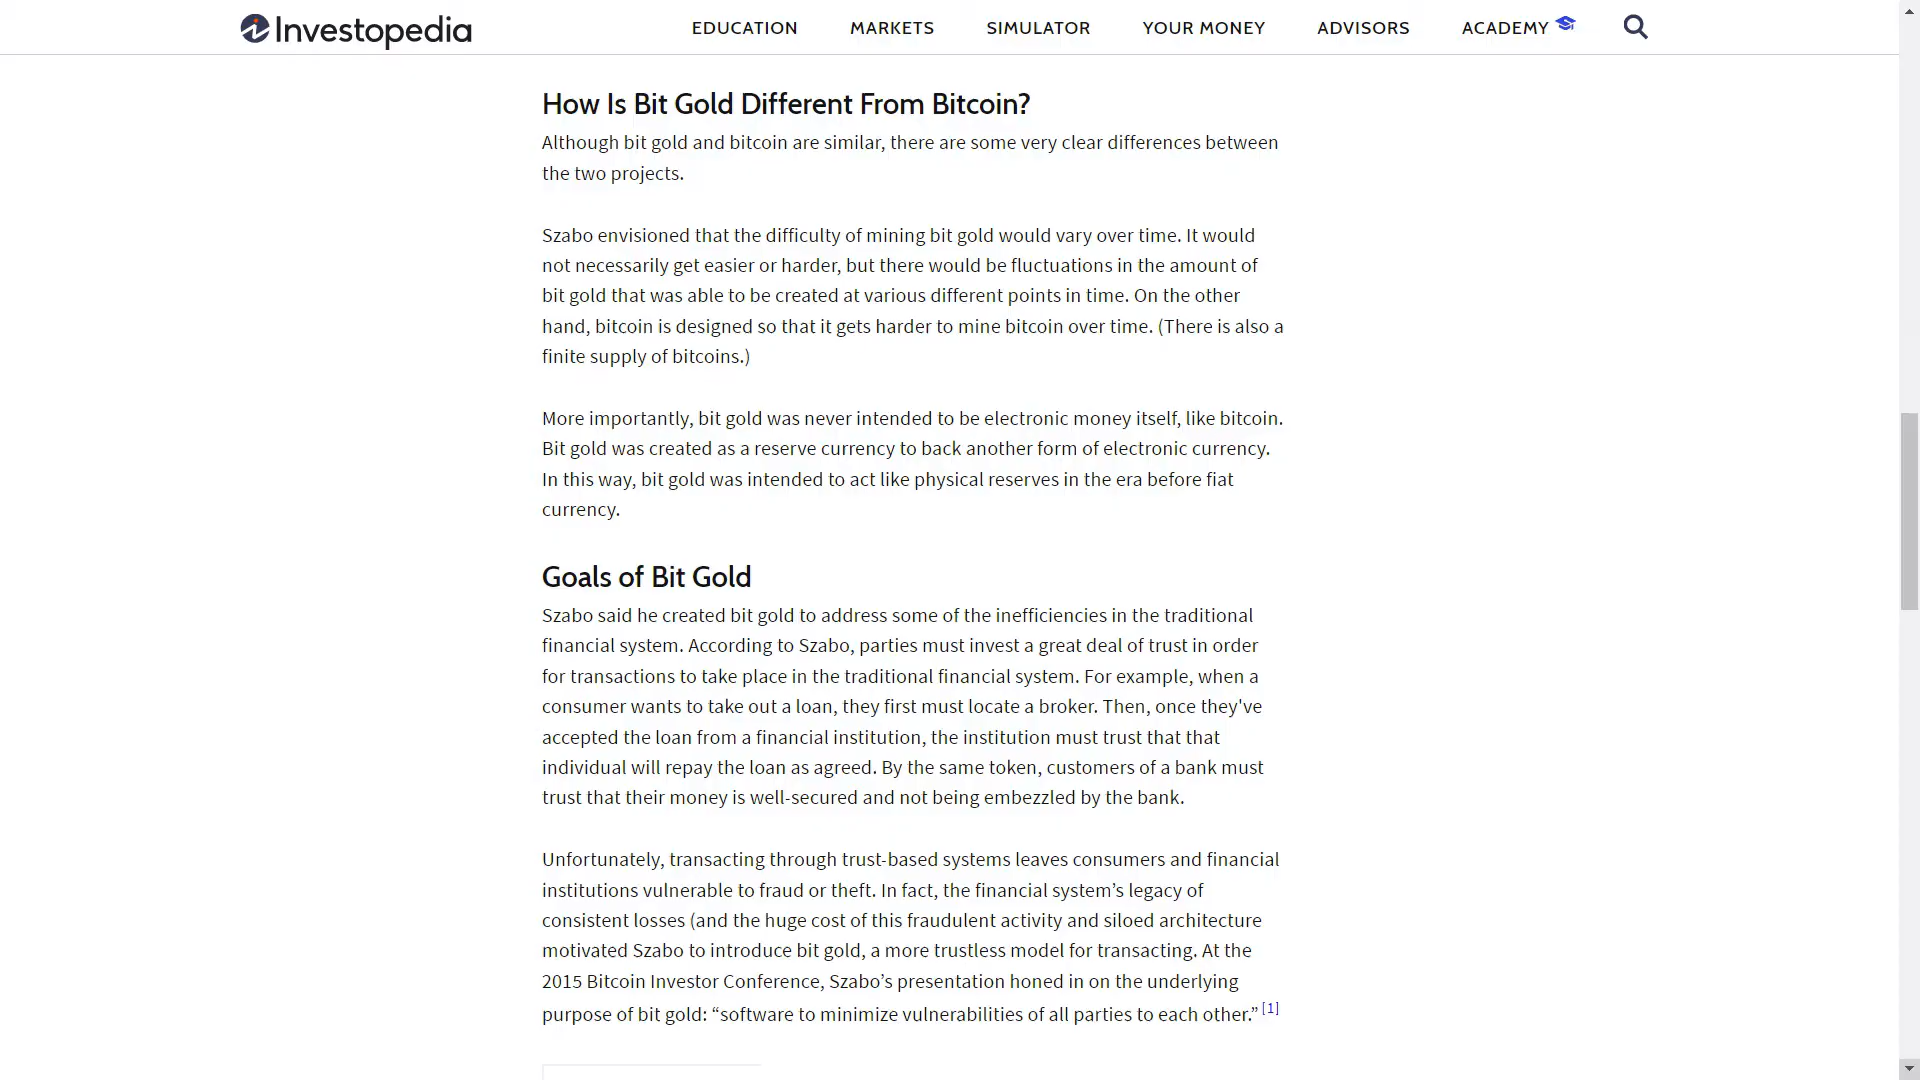 Investopedia
EDUCATION MARKETS SIMULATOR YOUR MONEY ADVISORS ACADEMY
How Is Bit Gold Different From Bitcoin?
Although bit gold and bitcoin are similar, there are some very clear differences between
the two projects.
Szabo envisioned that the difficulty of mining bit gold would vary over time. It would
not necessarily get easier or harder, but there would be fluctuations in the amount of
bit gold that was able to be created at various different points in time. On the other
hand, bitcoin is designed so that it gets harder to mine bitcoin over time. (There is also a
finite supply of bitcoins.)
More importantly, bit gold was never intended to be electronic money itself, like bitcoin.
Bit gold was created as a reserve currency to back another form of electronic currency.
In this way, bit gold was intended to act like physical reserves in the era before fiat
currency.
Goals of Bit Gold
Szabo said he created bit gold to address some of the inefficiencies in the traditional
financial system. According to Szabo, parties must invest a great deal of trust in order
for transactions to take place in the traditional financial system. For example, when a
consumer wants to take out a loan, they first must locate a broker. Then, once they've
accepted the loan from a financial institution, the institution must trust that that
individual will repay the loan as agreed. By the same token, customers of a bank must
trust that their money is well-secured and not being embezzled by the bank.
Unfortunately, transacting through trust-based systems leaves consumers and financial
institutions vulnerable to fraud or theft. In fact, the financial system’s legacy of
consistent losses (and the huge cost of this fraudulent activity and siloed architecture
motivated Szabo to introduce bit gold, a more trustless model for transacting. At the
2015 Bitcoin Investor Conference, Szabo’s presentation honed in on the underlying
purpose of bit gold: “software to minimize vulnerabilities of all parties to each other.” [1]